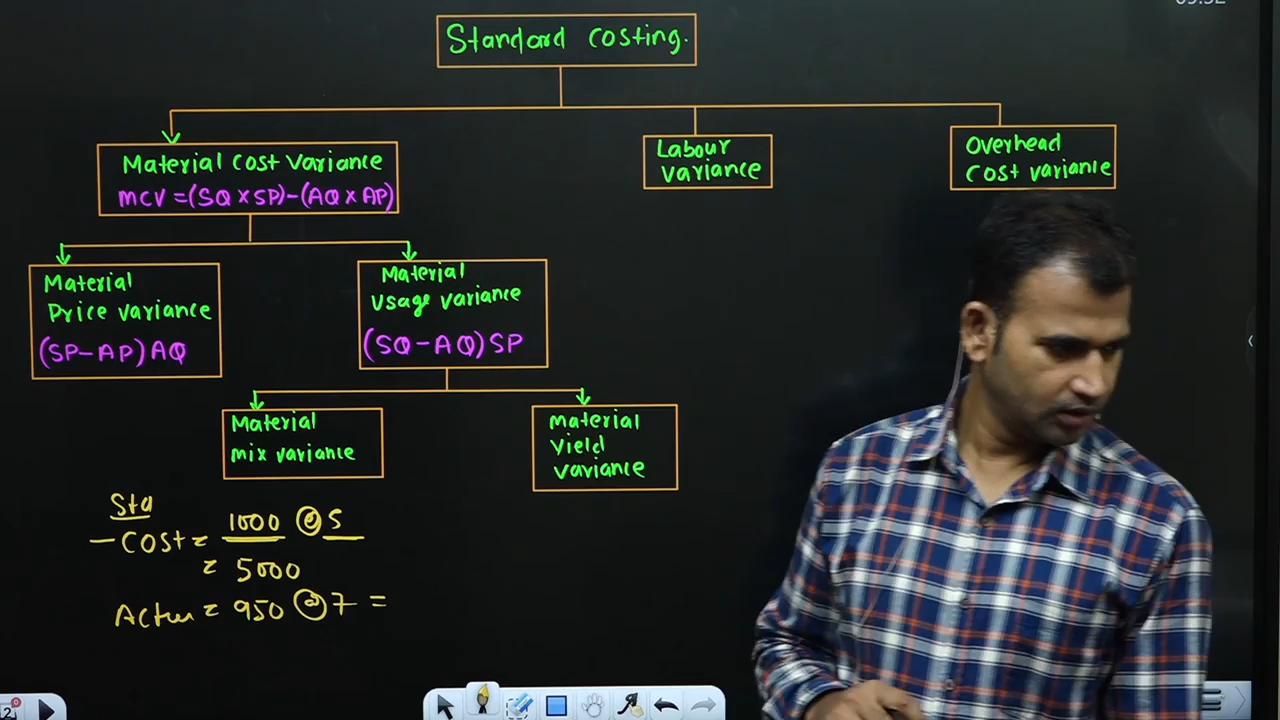 Standard costing.
Material Cost Variance
MCV = (SQ × SP) - (AQ × AP)
Labour
variance
Overhead
Cost variance
Material
Price variance
(SP - AP) AQ
Material
Usage variance
(SQ - AQ) SP
Material
mix variance
material
yield
variance
Std
- COST = 1000 @ 5
= 5000
= 950 @ 7 =